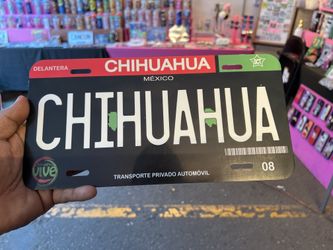 DELANTERA CHIHUAHUA
MÉXICO
CHIHUAHUA
vive
08
TRANSPORTE PRIVADO AUTOMÓVIL